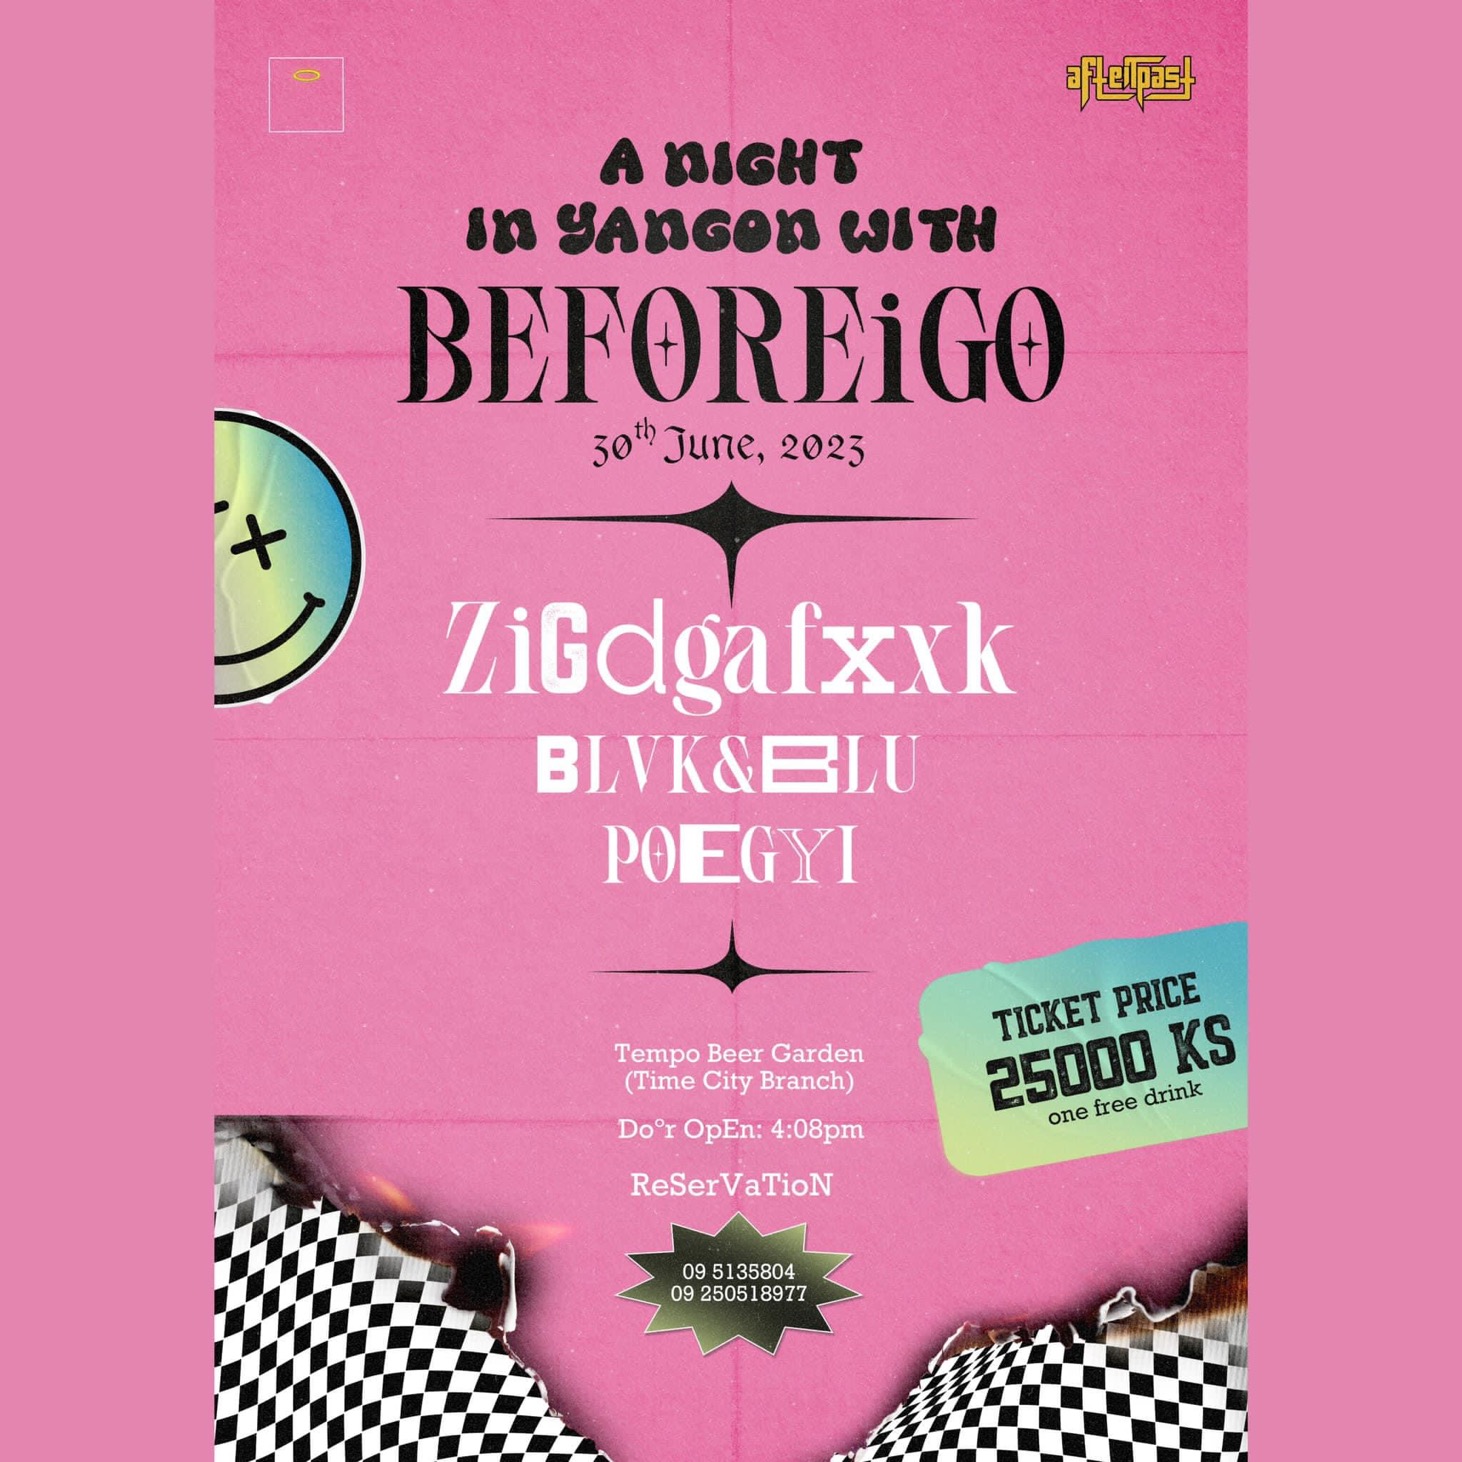 afterpast
A NIGHT
IN YANGON WITH
BEFOREiGO
30th June, 2023
ZiGdgafxxk
BLVK&BLU
POEGYI
TICKET PRICE
25000 KS
one free drink
Tempo Beer Garden
(Time City Branch)
Do°r OpEn: 4:08pm
ReSerVaTioN
09 5135804
09 250518977